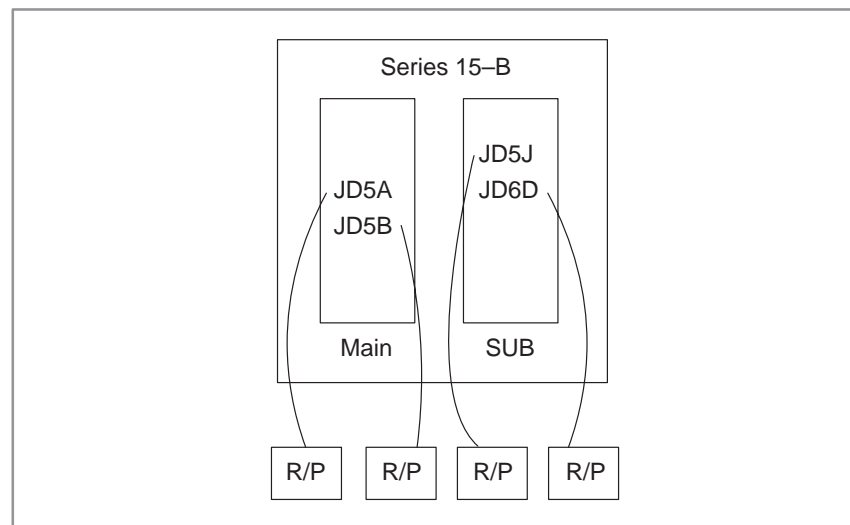 Series 15–B
JD5A
JD5B
Main
JD5J
JD6D
SUB
R/P
R/P
R/P
R/P